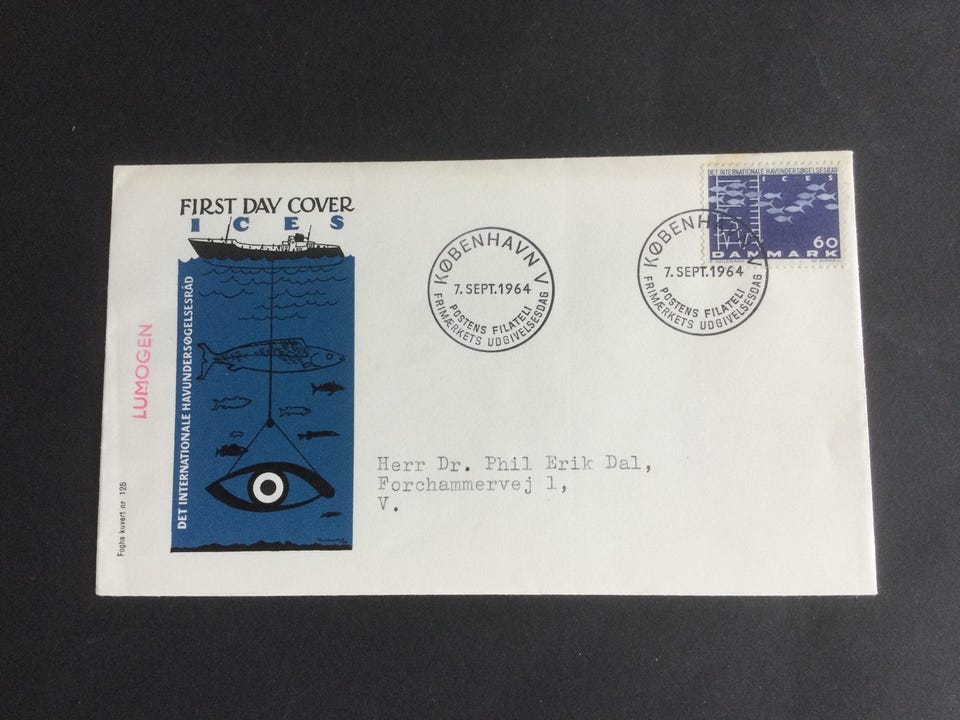 FIRST DAY COVER
I C E S
DET INTERNATIONALE HAVUNDERSØGELSESRÅD
LUMOGEN
Foghs kuvert nr. 125
KØBENHAVN V
7. SEPT.1964
POSTENS FILATELI
FRIMÆRKETS UDGIVELSESDAG
DET INTERNATIONALE HAVUNDERSØGELSESRÅD
I C E S
60
DANMARK
KØBENHAVN V
7. SEPT.1964
POSTENS FILATELI
FRIMÆRKETS UDGIVELSESDAG
Herr Dr. Phil Erik Dal,
Forchammervej 1,
V.